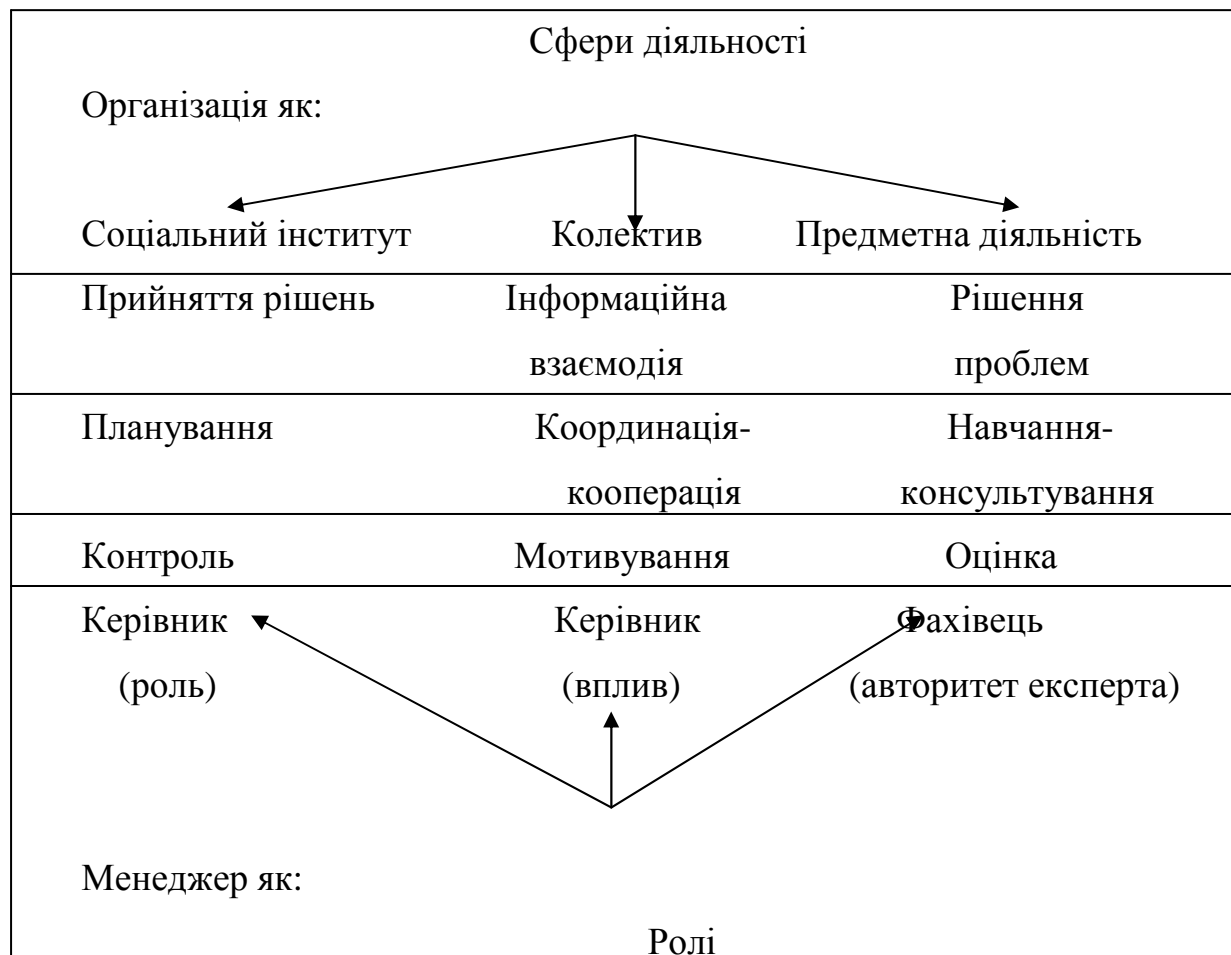 Сфери діяльності
Організація як:
Соціальний інститут Колектив Предметна діяльність
Прийняття рішень Інформаційна Рішення
взаємодія проблем
Планування Координація- Навчання-
кооперація консультування
Контроль Мотивування Оцінка
Керівник Керівник Фахівець
(роль) (вплив) (авторитет експерта)
Менеджер як:
Ролі